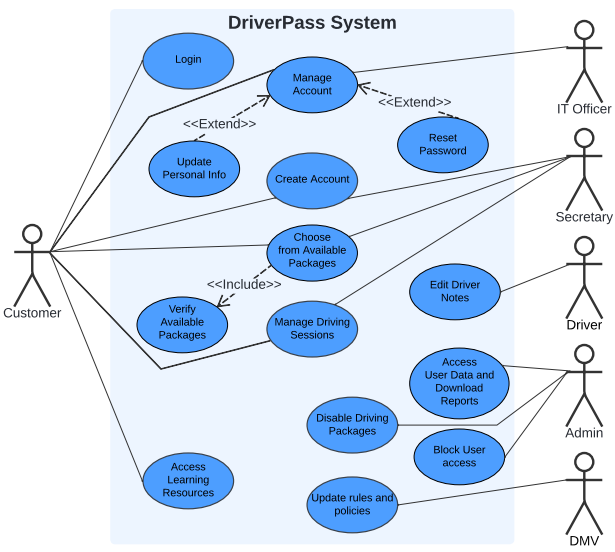 DriverPass System
Login
Manage
Account
IT Officer
<<Extend>>
<<Extend>>
Reset
Password
Update
Personal Info
Create Account
Secretary
Choose
from Available
Packages
Customer
<<Include>>
Edit Driver
Notes
Verify
Available
Packages
Manage Driving
Sessions
Driver
Access
User Data and
Download
Reports
Disable Driving
Packages
Admin
Block User
access
Access
Learning
Resources
Update rules and
policies
DMV